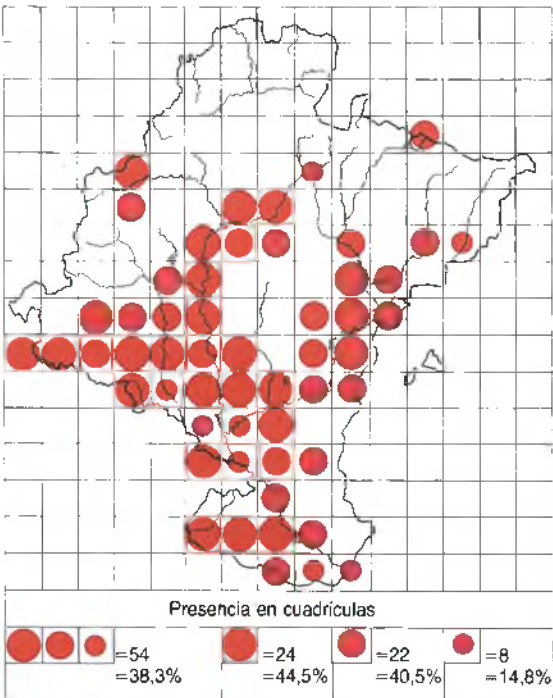 Presencia en cuadrículas
=54 =24 =22 =8
=38,3% =44,5% =40,5% =14,8%